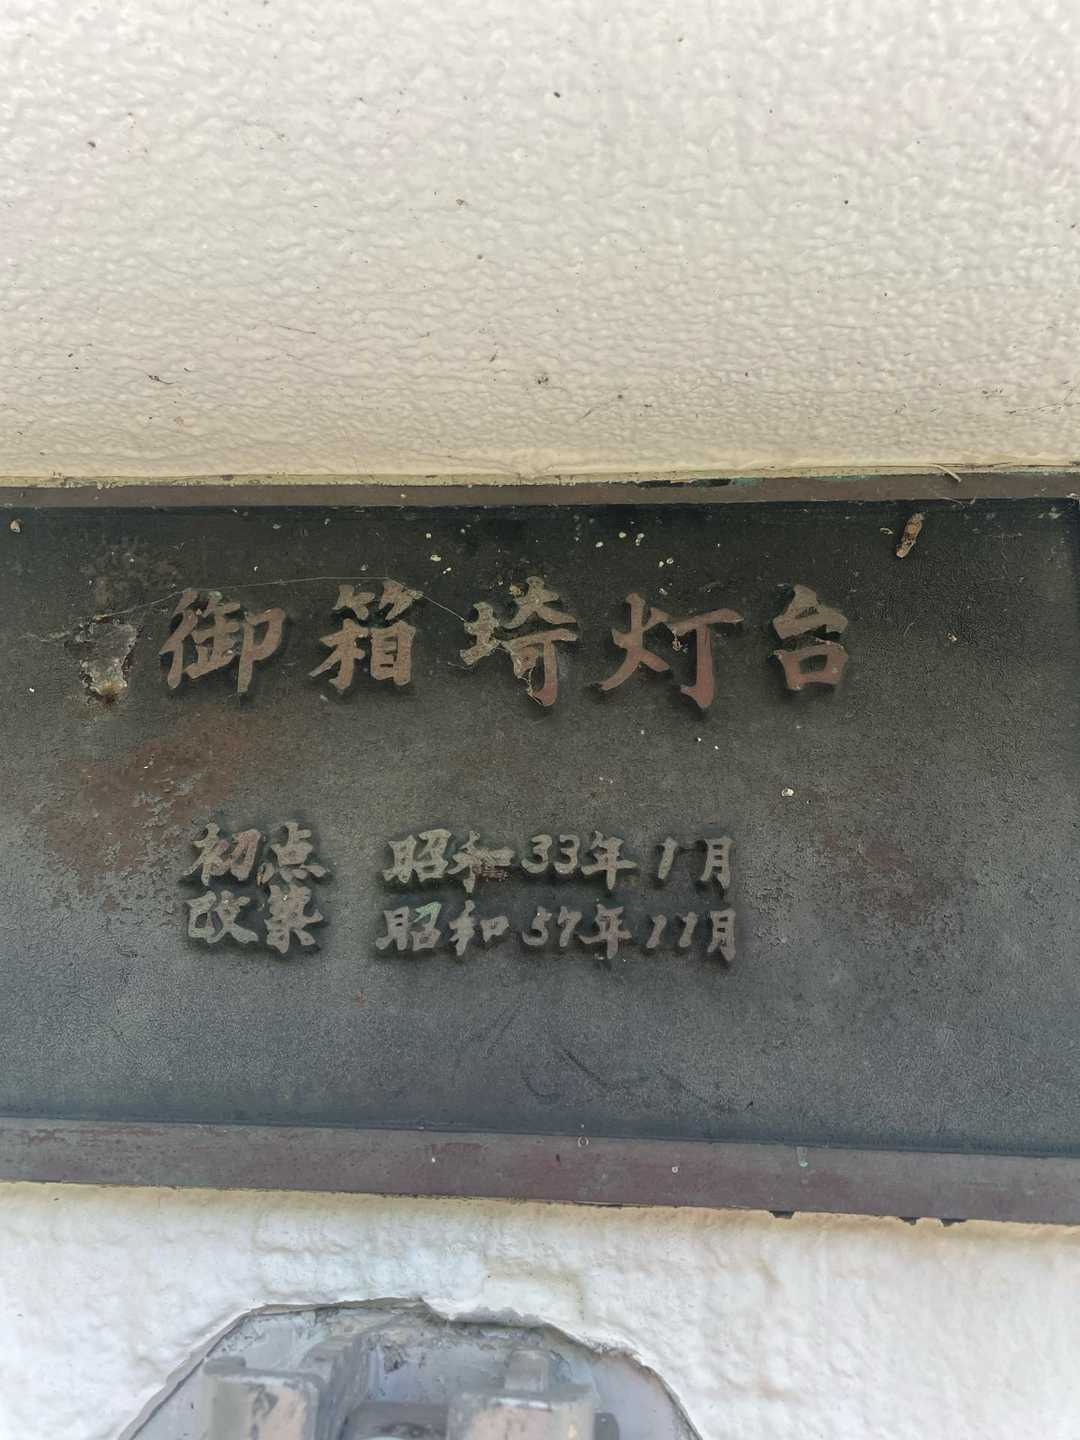 御箱埼灯台
初点 昭和33年1月
改築 昭和57年11月